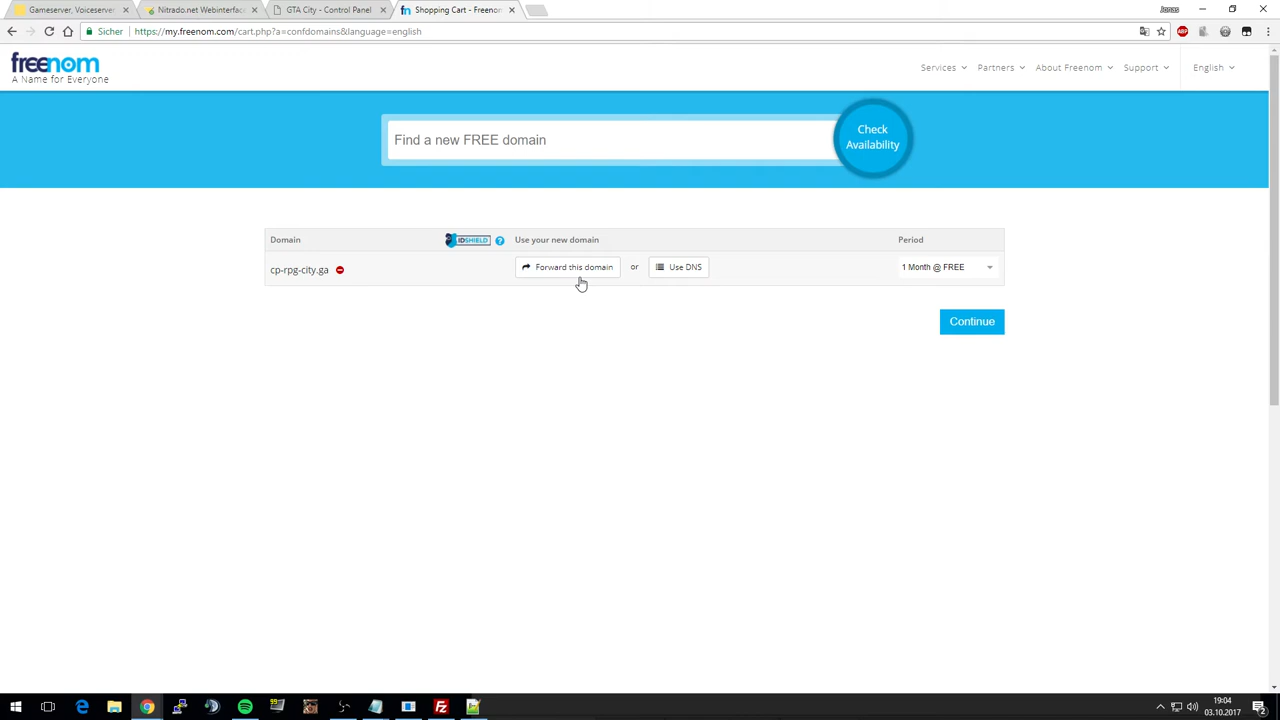 Gameserver, Voiceserver
Nitrado.net Webinterface
GTA City - Control Panel
Shopping Cart - Freenom
Sicher
https://my.freenom.com/cart.php?a=confdomains&language=english
ABP
freenom
A Name for Everyone
Services
Partners
About Freenom
Support
English
Find a new FREE domain
Check
Availability
Domain
IDSHIELD
?
Use your new domain
Period
cp-rpg-city.ga
Forward this domain
or
Use DNS
1 Month @ FREE
Continue
19:04
03.10.2017
2